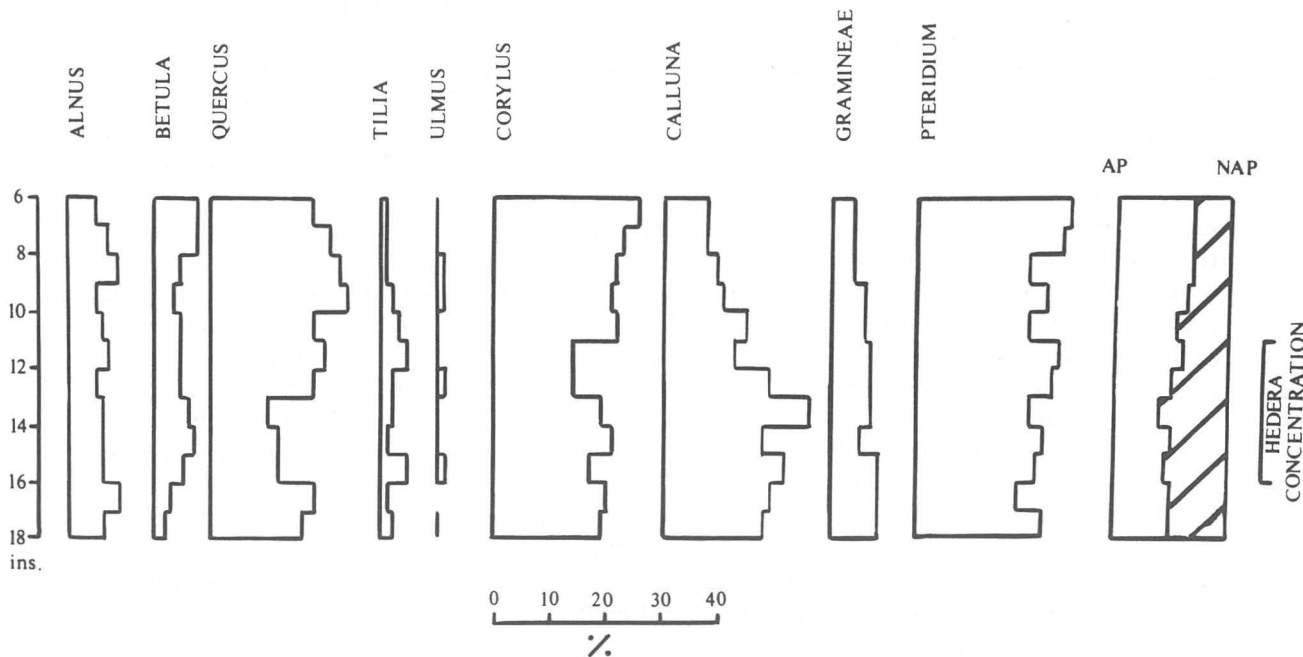 ALNUS
BETULA
QUERCUS
TILIA
ULMUS
CORYLUS
CALLUNA
GRAMINEAE
PTERIDIUM
AP NAP
6
8
10
12
14
16
18
ins.
HEDERA
CONCENTRATION
0 10 20 30 40
%